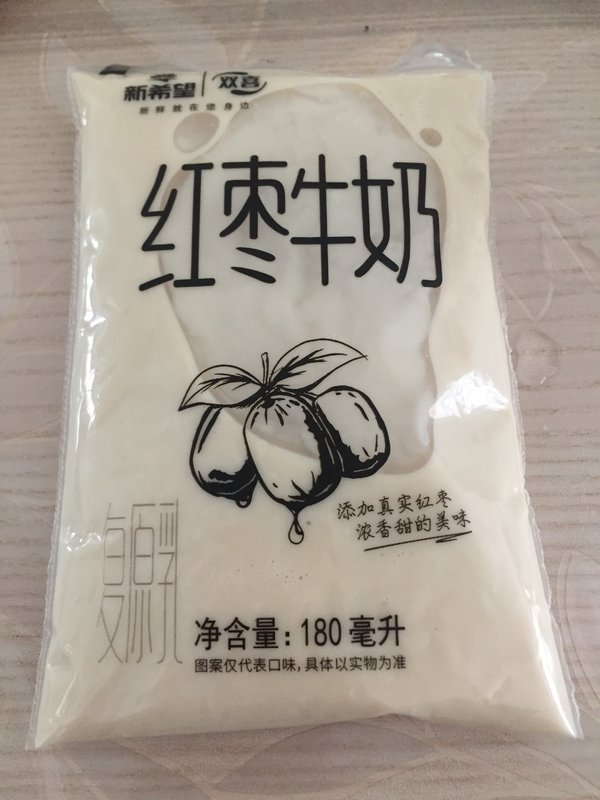 新希望 双喜
新鲜就在您身边
红枣牛奶
添加真实红枣
浓香甜的美味
复原乳
净含量：180毫升
图案仅代表口味，具体以实物为准